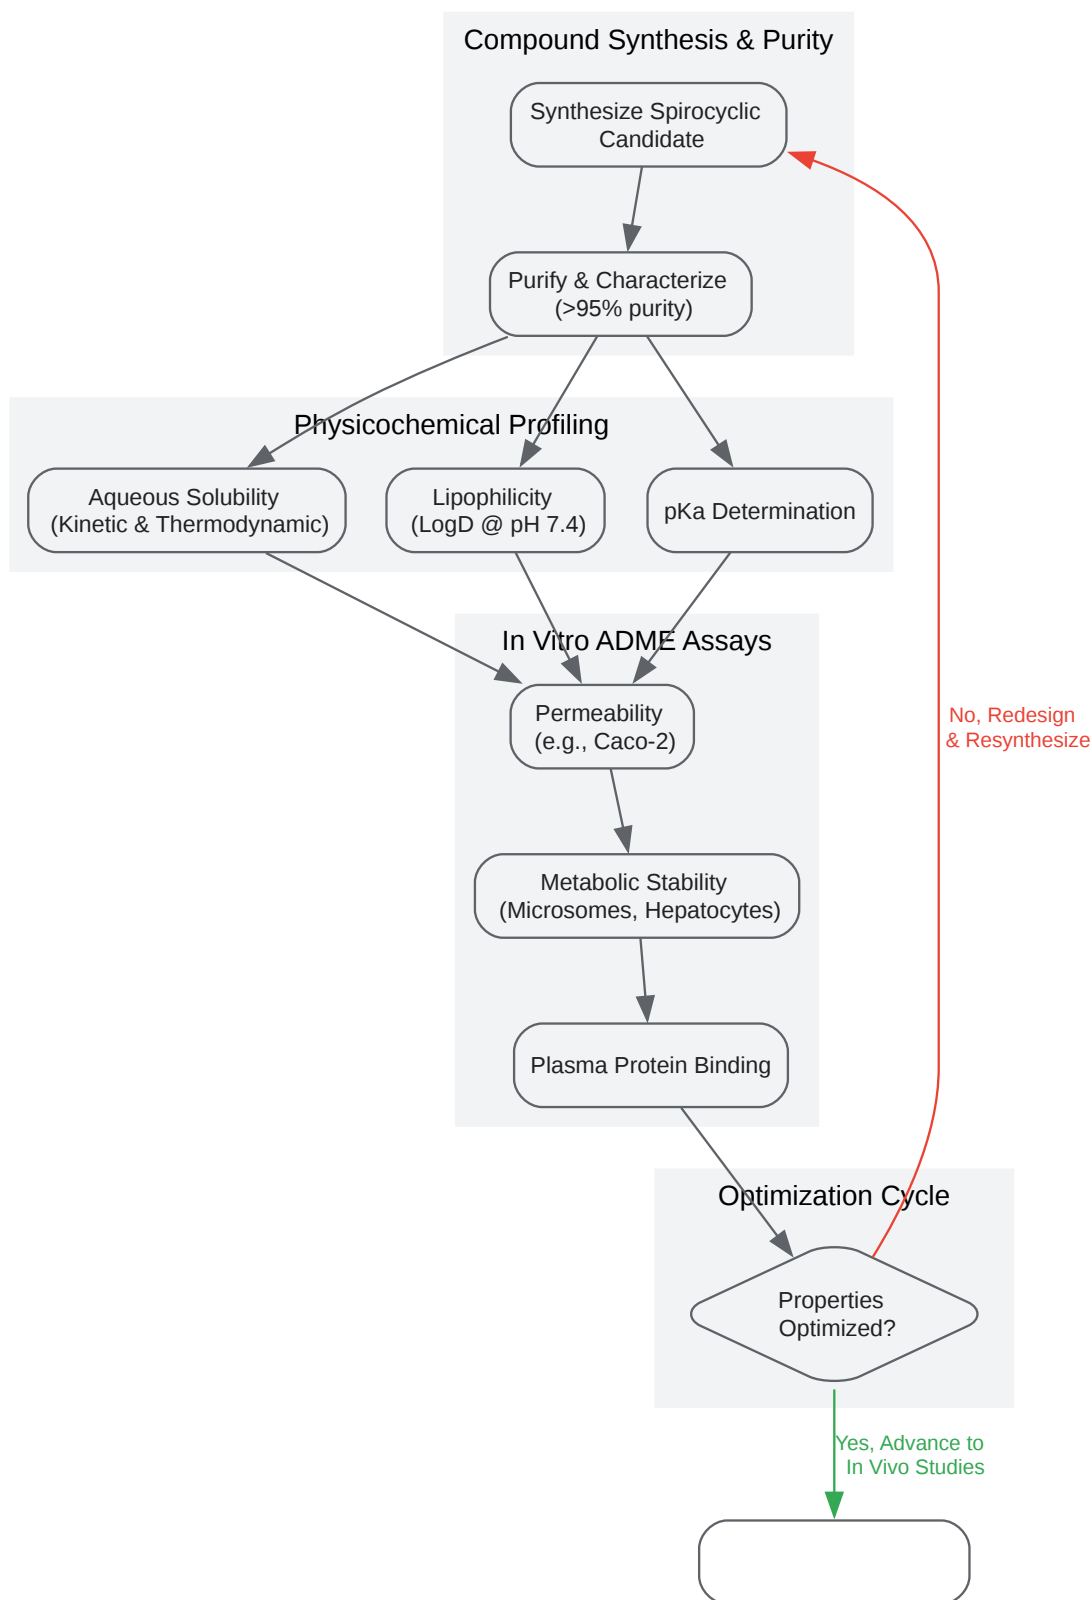 Compound Synthesis & Purity
Synthesize Spirocyclic
Candidate
Purify & Characterize
(>95% purity)
Physicochemical Profiling
Aqueous Solubility
(Kinetic & Thermodynamic)
Lipophilicity
(LogD @ pH 7.4)
pKa Determination
In Vitro ADME Assays
Permeability
(e.g., Caco-2)
No, Redesign
& Resynthesize
Metabolic Stability
(Microsomes, Hepatocytes)
Plasma Protein Binding
Optimization Cycle
Properties
Optimized?
Yes, Advance to
In Vivo Studies